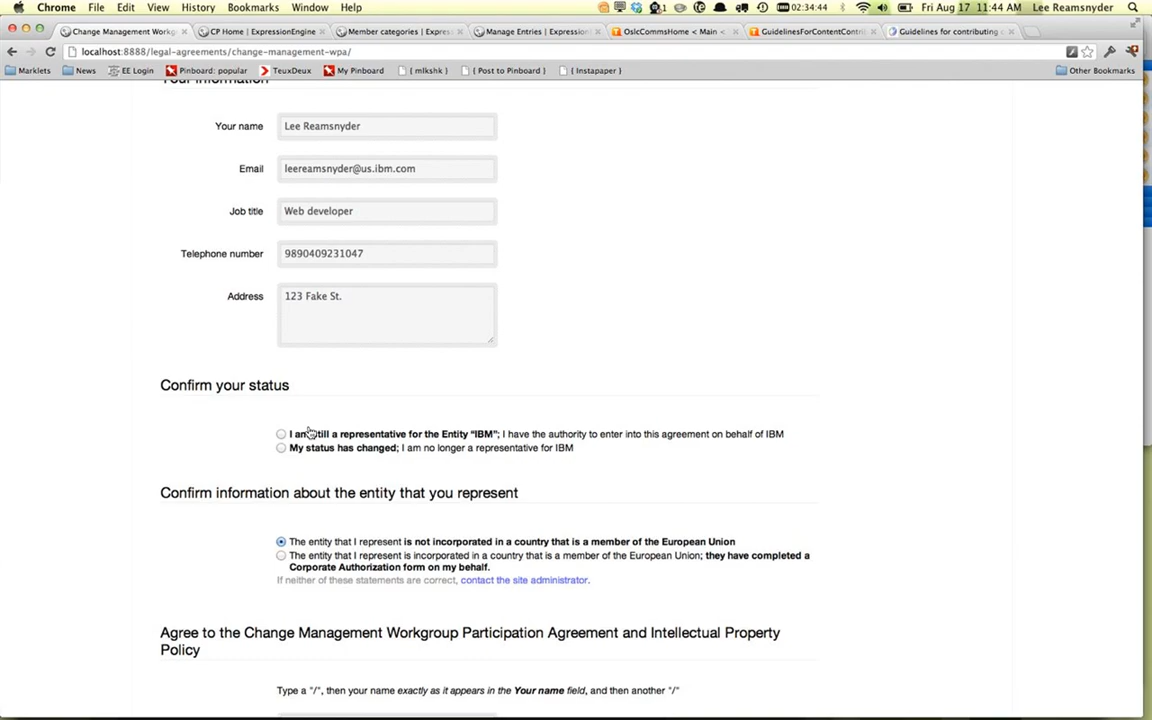 Chrome File Edit View History Bookmarks Window Help 1 02:34:44 Fri Aug 17 11:44 AM Lee Reamsnyder
Change Management Workg CP Home | ExpressionEngine Member categories | Expres Manage Entries | Expression OslcCommsHome < Main < GuidelinesForContentContrib Guidelines for contributing c
localhost:8888/legal-agreements/change-management-wpa/
Marklets News EE Login Pinboard: popular TeuxDeux My Pinboard { mlkshk } { Post to Pinboard } { Instapaper } Other Bookmarks
Your information
Your name Lee Reamsnyder
Email leereamsnyder@us.ibm.com
Job title Web developer
Telephone number 9890409231047
Address 123 Fake St.
Confirm your status
I am still a representative for the Entity “IBM”; I have the authority to enter into this agreement on behalf of IBM
My status has changed; I am no longer a representative for IBM
Confirm information about the entity that you represent
The entity that I represent is not incorporated in a country that is a member of the European Union
The entity that I represent is incorporated in a country that is a member of the European Union; they have completed a
Corporate Authorization form on my behalf.
If neither of these statements are correct, contact the site administrator.
Agree to the Change Management Workgroup Participation Agreement and Intellectual Property
Policy
Type a "/", then your name exactly as it appears in the Your name field, and then another "/"